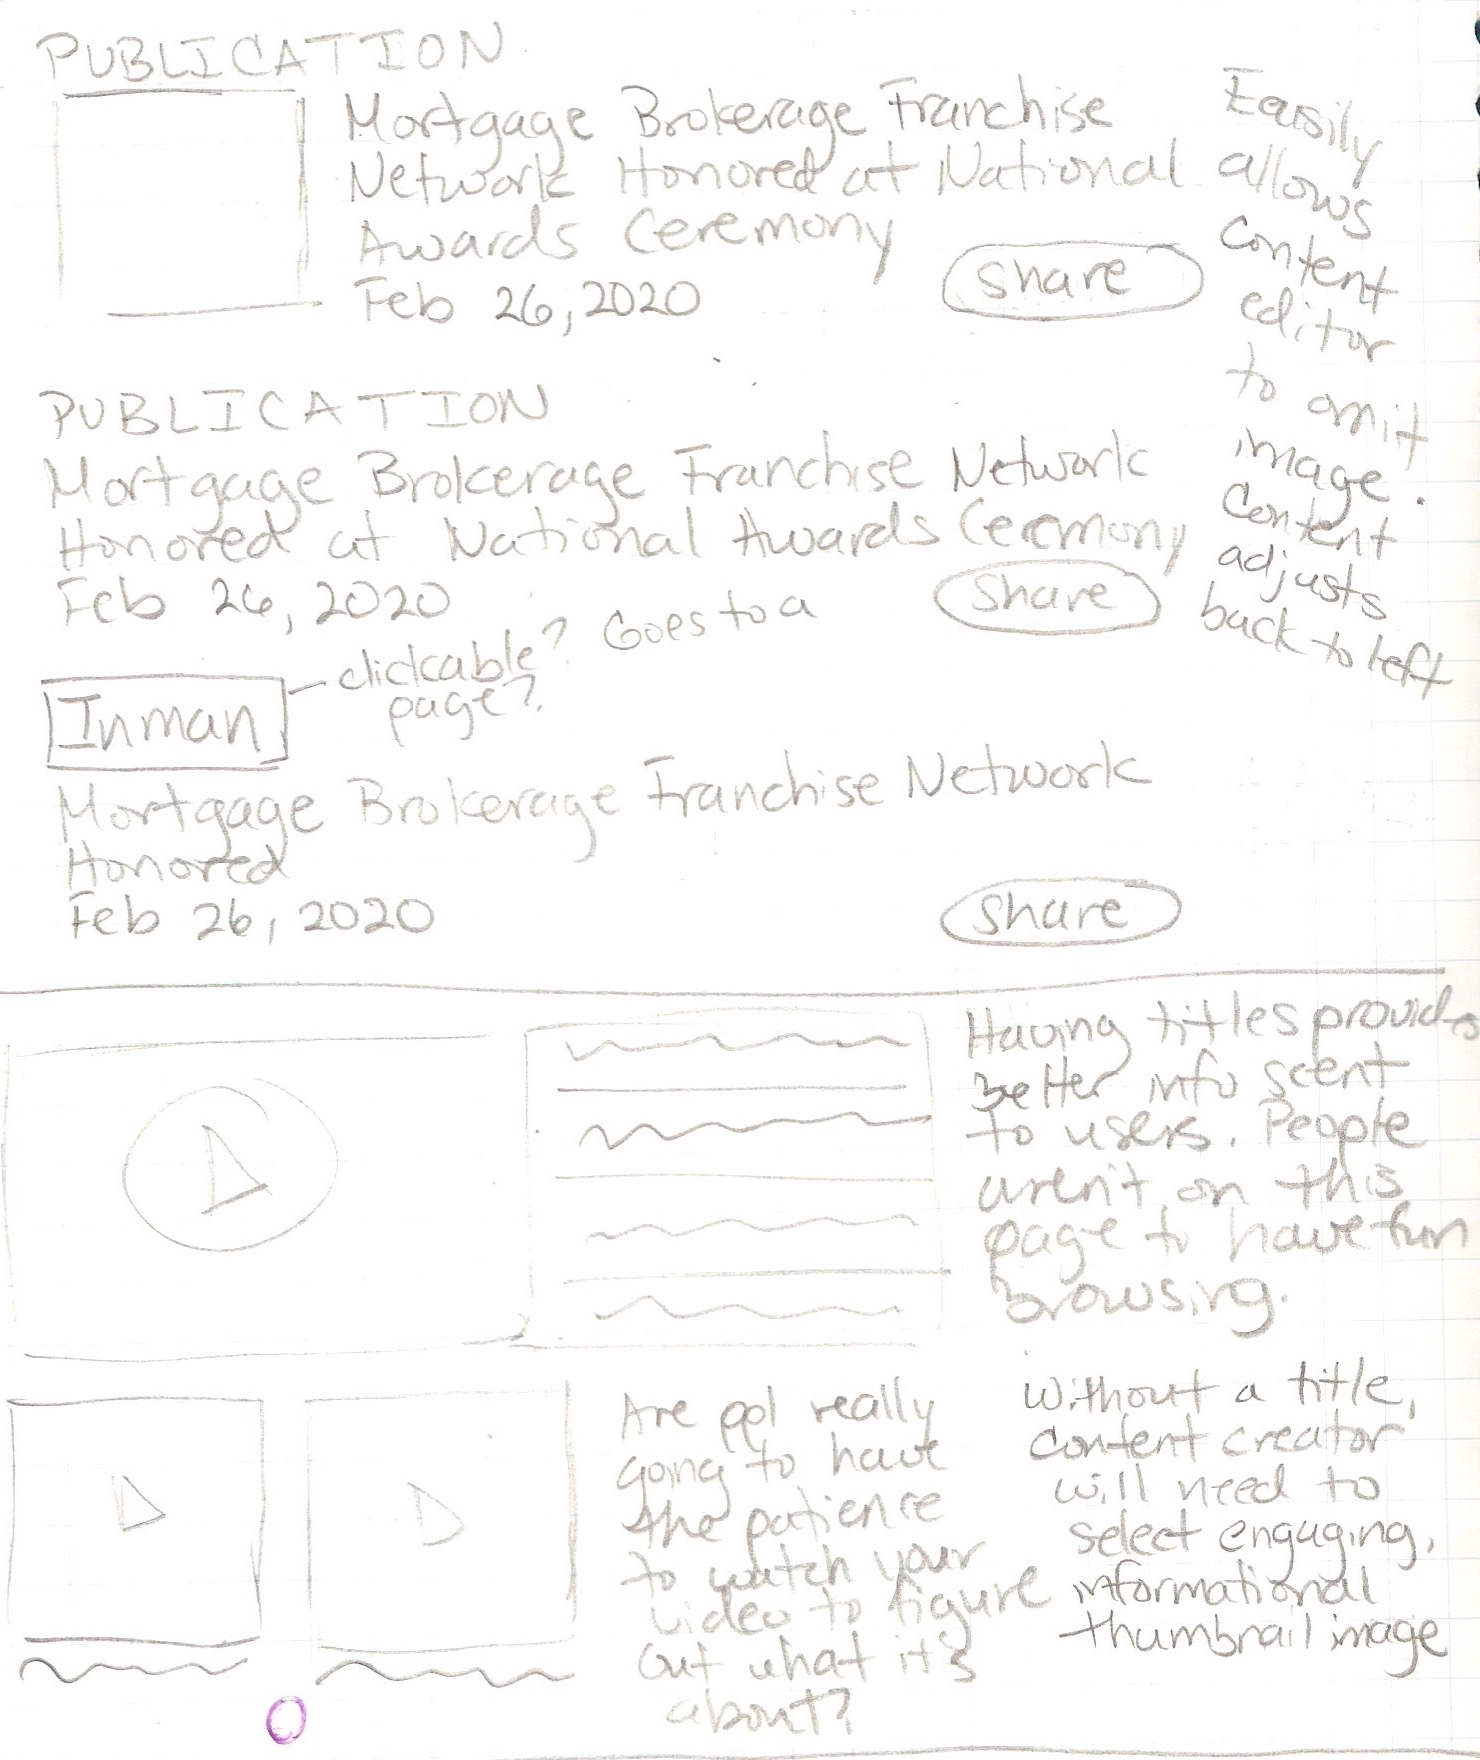 PUBLICATION
Mortgage Brokerage Franchise
Network Honored at National
Awards Ceremony
Feb 26, 2020
Share
Easily
allows
content
editor
to omit
image.
Content
adjusts
back to left
PUBLICATION
Mortgage Brokerage Franchise Network
Honored at National Awards Ceremony
Feb 26, 2020
Share
Inman
clickable? Goes to a
page?
Mortgage Brokerage Franchise Network
Honored
Feb 26, 2020
Share
Having titles provides
better info scent
to users. People
aren't on this
page to have fun
browsing.
Are ppl really
going to have
the patience
to watch your
video to figure
out what it's
about?
Without a title,
content creator
will need to
select engaging,
informational
thumbnail image